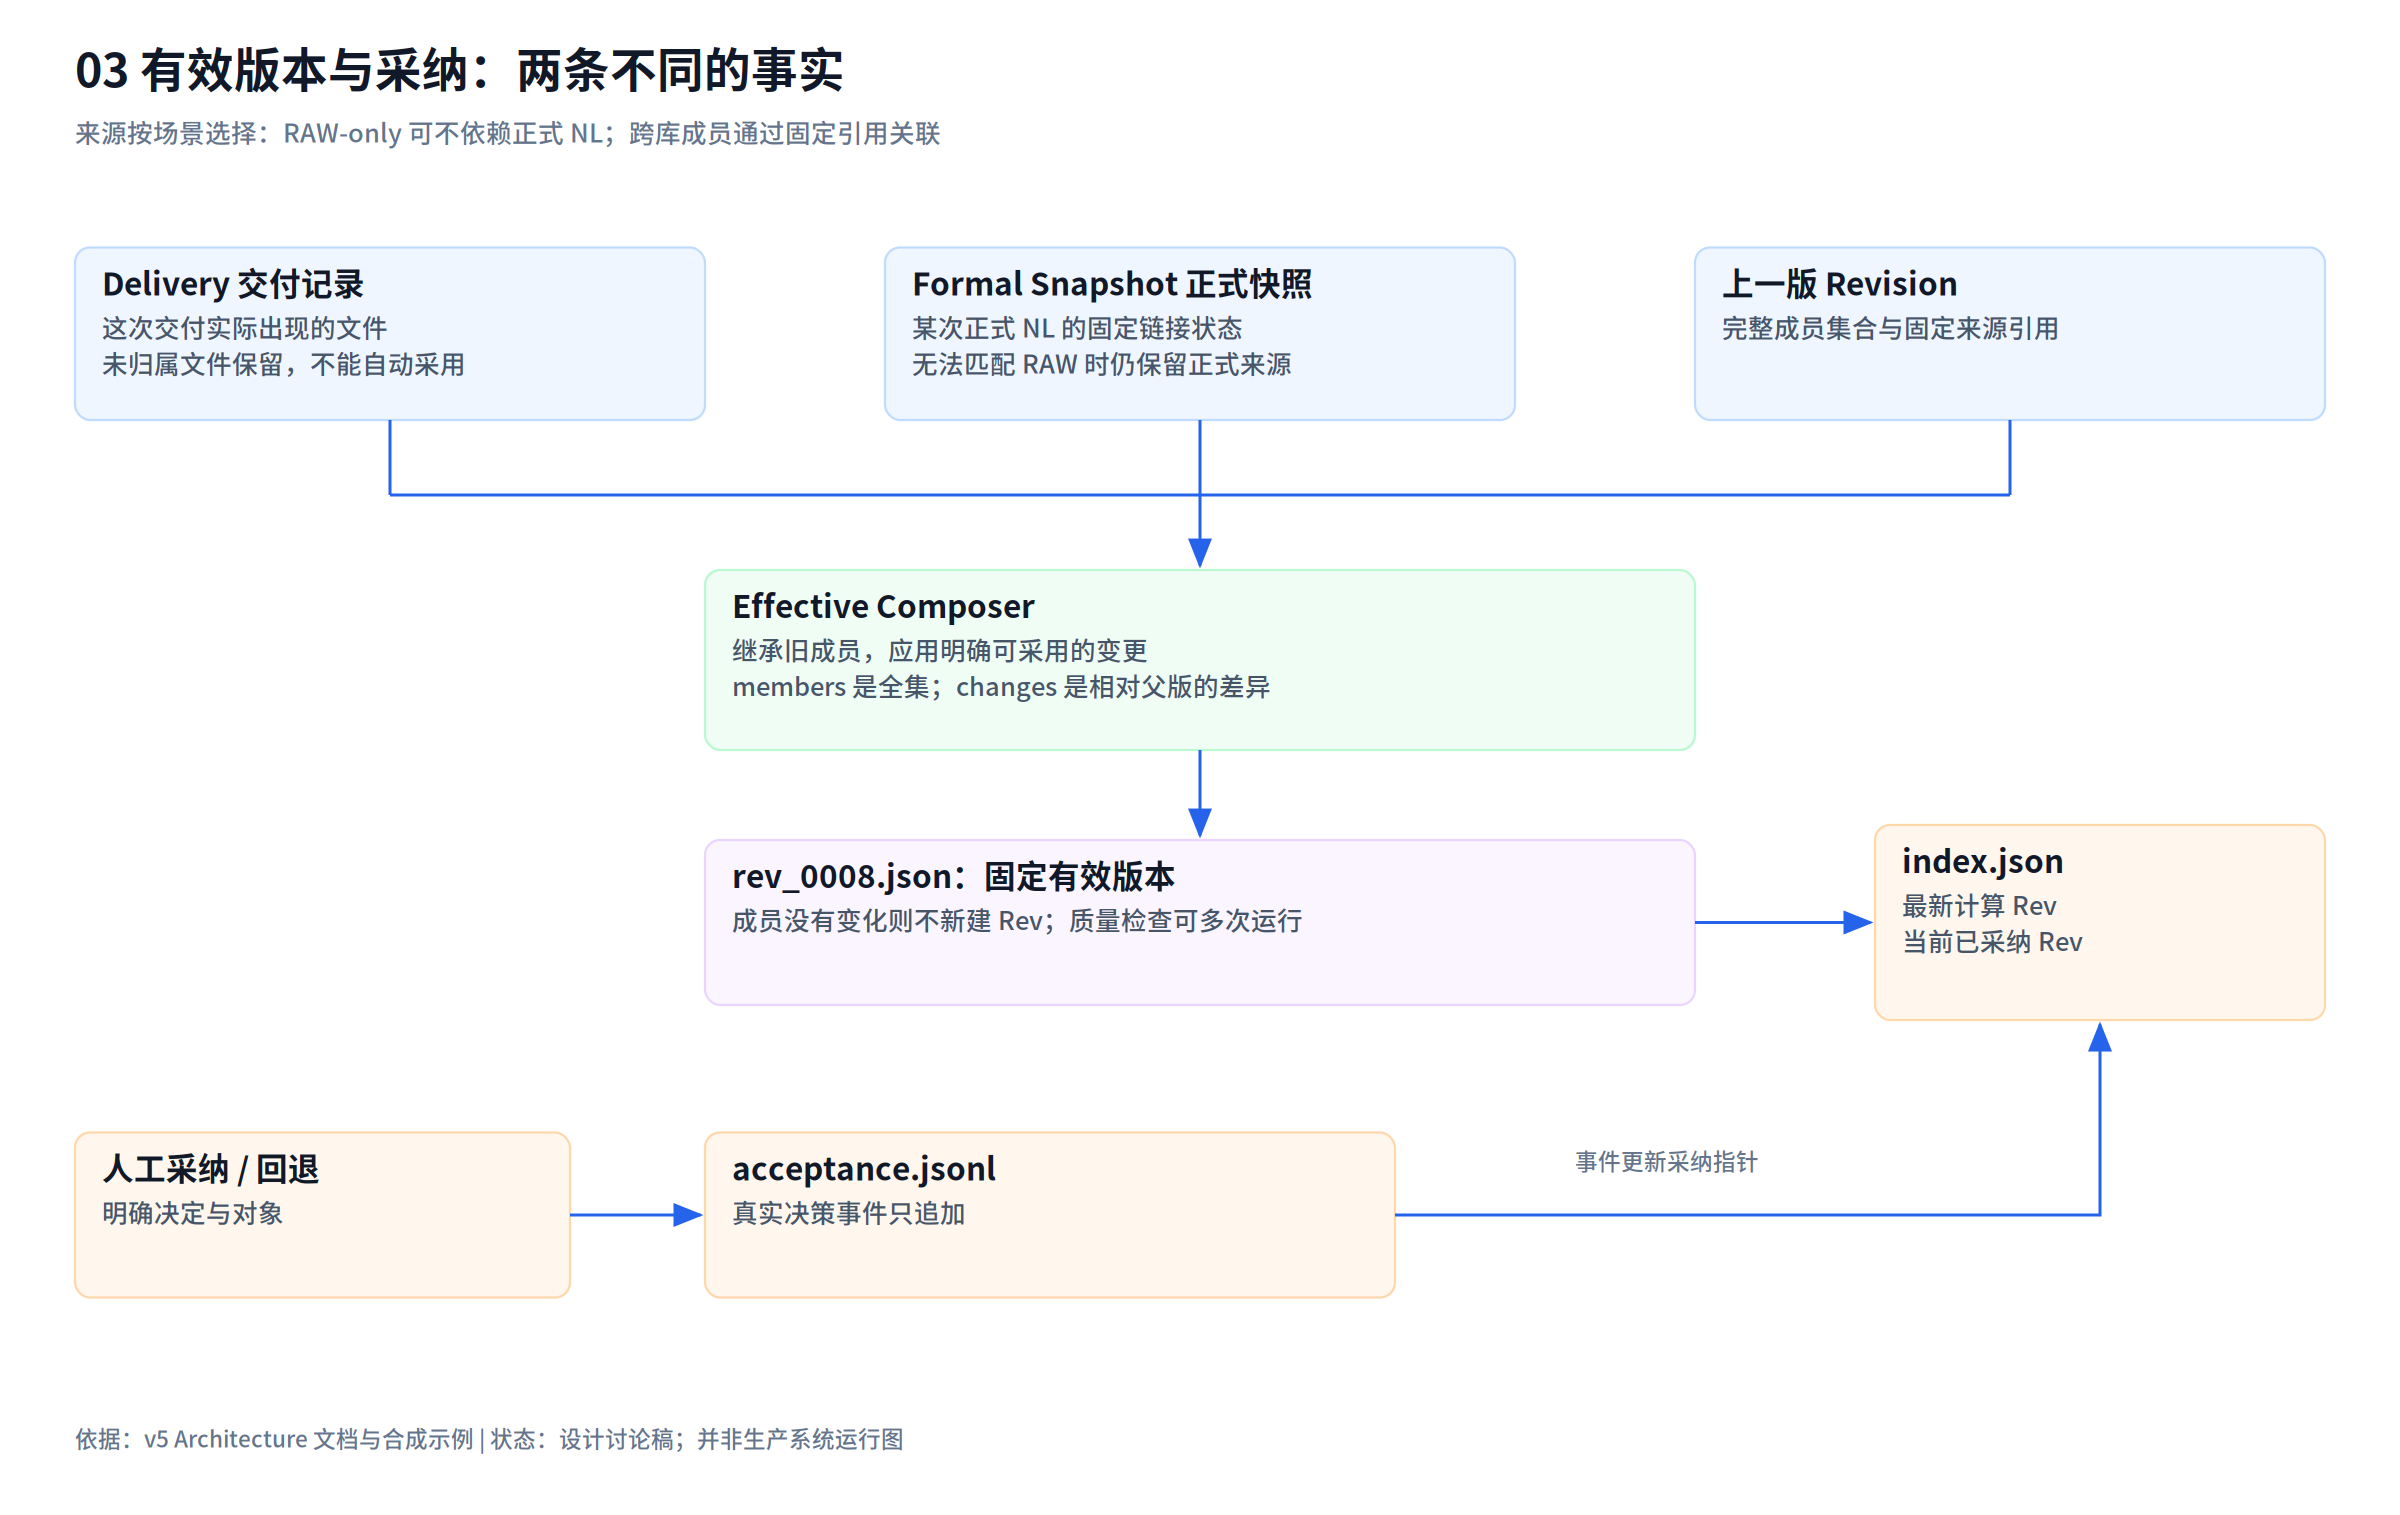 03 有效版本与采纳：两条不同的事实
来源按场景选择：RAW-only 可不依赖正式 NL；跨库成员通过固定引用关联
Delivery 交付记录
这次交付实际出现的文件
未归属文件保留，不能自动采用
Formal Snapshot 正式快照
某次正式 NL 的固定链接状态
无法匹配 RAW 时仍保留正式来源
上一版 Revision
完整成员集合与固定来源引用
Effective Composer
继承旧成员，应用明确可采用的变更
members 是全集；changes 是相对父版的差异
rev_0008.json：固定有效版本
成员没有变化则不新建 Rev；质量检查可多次运行
index.json
最新计算 Rev
当前已采纳 Rev
人工采纳 / 回退
明确决定与对象
acceptance.jsonl
真实决策事件只追加
事件更新采纳指针
依据：v5 Architecture 文档与合成示例 | 状态：设计讨论稿；并非生产系统运行图